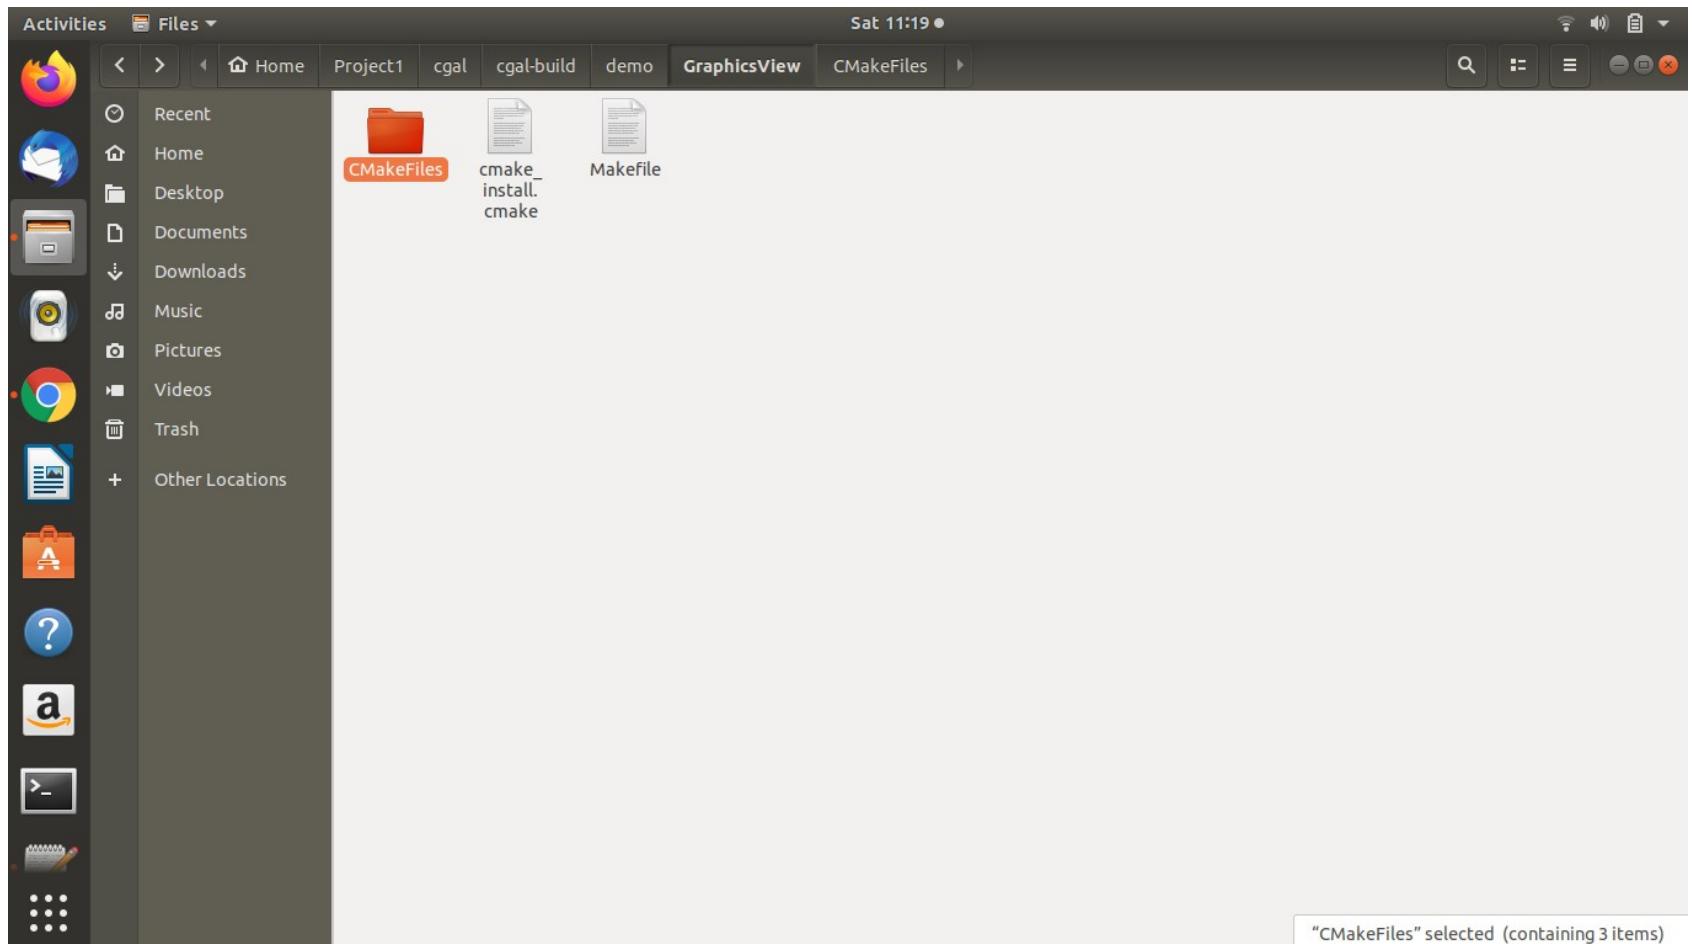 Activities Files Sat 11:19
Home Project1 cgal cgal-build demo GraphicsView CMakeFiles
Recent
Home
Desktop
Documents
Downloads
Music
Pictures
Videos
Trash
+ Other Locations
CMakeFiles
cmake_
install.
cmake
Makefile
A
?
a
>_
“CMakeFiles” selected (containing 3 items)